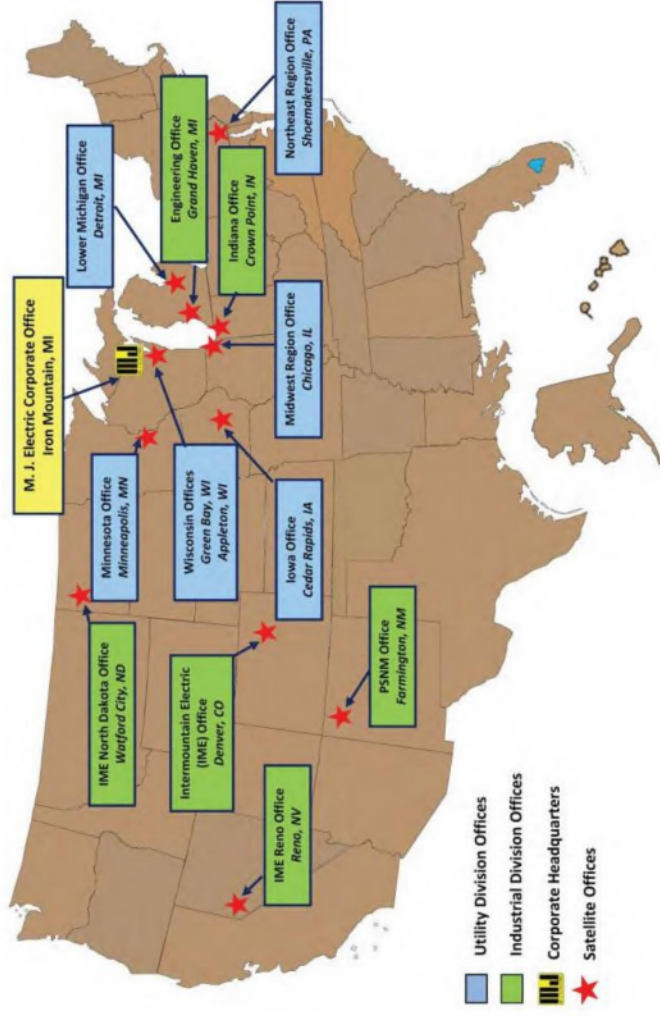 M. J. Electric Corporate Office
Iron Mountain, MI
Lower Michigan Office
Detroit, MI
Engineering Office
Grand Haven, MI
Northeast Region Office
Shoemakersville, PA
Indiana Office
Crown Point, IN
Midwest Region Office
Chicago, IL
Minnesota Office
Minneapolis, MN
Wisconsin Offices
Green Bay, WI
Appleton, WI
Iowa Office
Cedar Rapids, IA
IME North Dakota Office
Watford City, ND
Intermountain Electric
(IME) Office
Denver, CO
PSNM Office
Farmington, NM
IME Reno Office
Reno, NV
Utility Division Offices
Industrial Division Offices
Corporate Headquarters
Satellite Offices